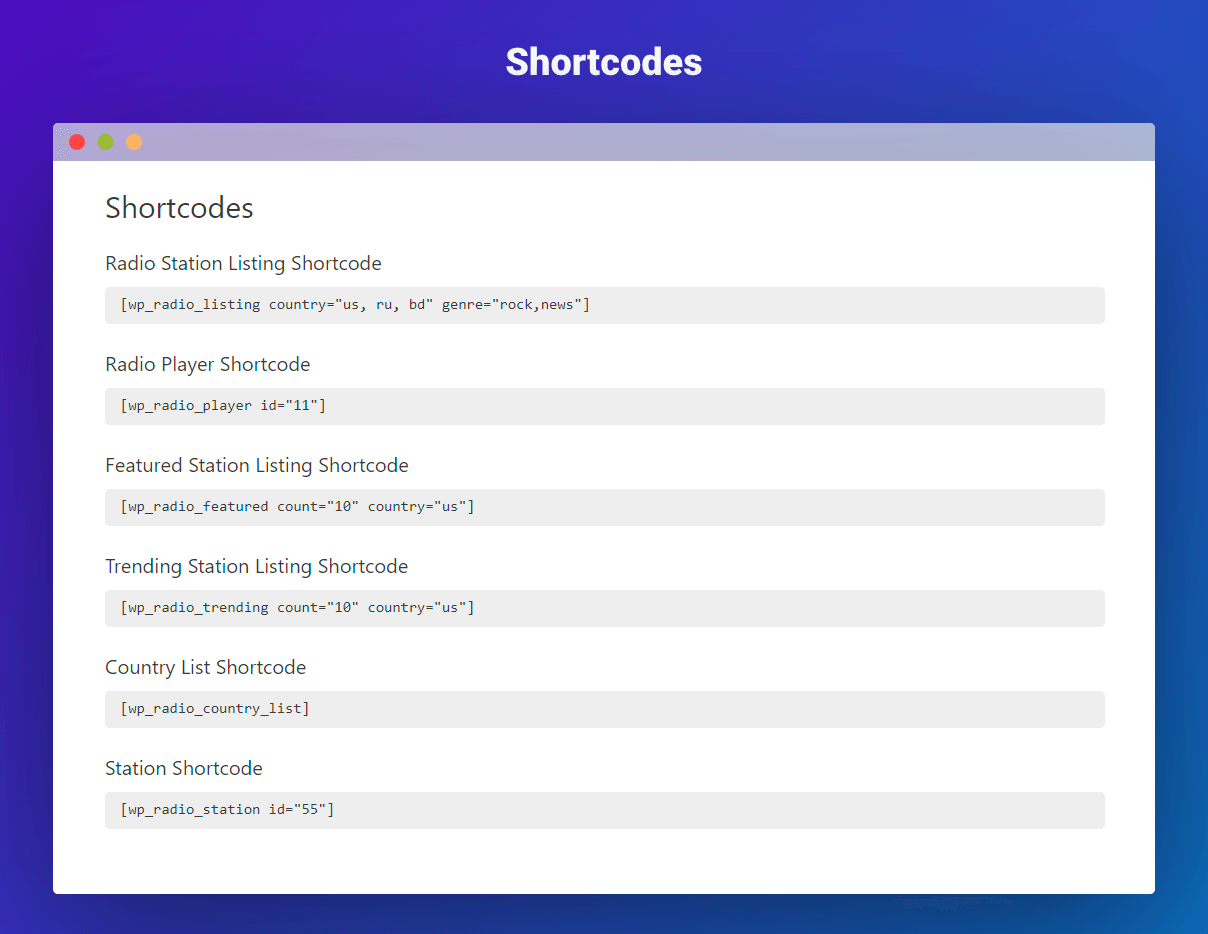 Shortcodes
Shortcodes
Radio Station Listing Shortcode
[wp_radio_listing country="us, ru, bd" genre="rock,news"]
Radio Player Shortcode
[wp_radio_player id="11"]
Featured Station Listing Shortcode
[wp_radio_featured count="10" country="us"]
Trending Station Listing Shortcode
[wp_radio_trending count="10" country="us"]
Country List Shortcode
[wp_radio_country_list]
Station Shortcode
[wp_radio_station id="55"]